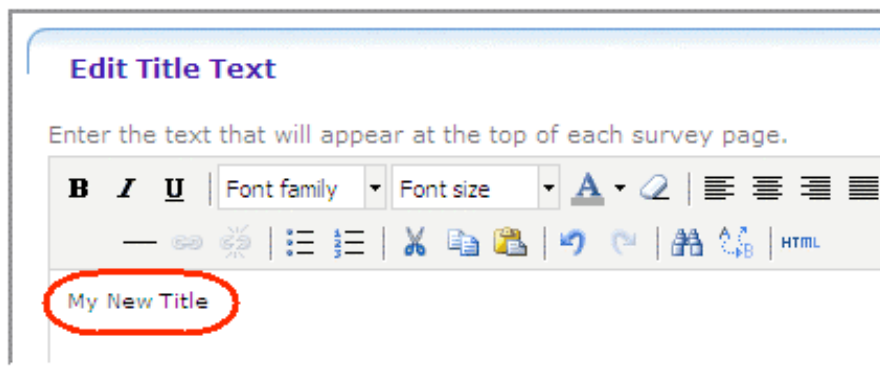 Edit Title Text
Enter the text that will appear at the top of each survey page.
B I U Font family Font size A
HTML
My New Title